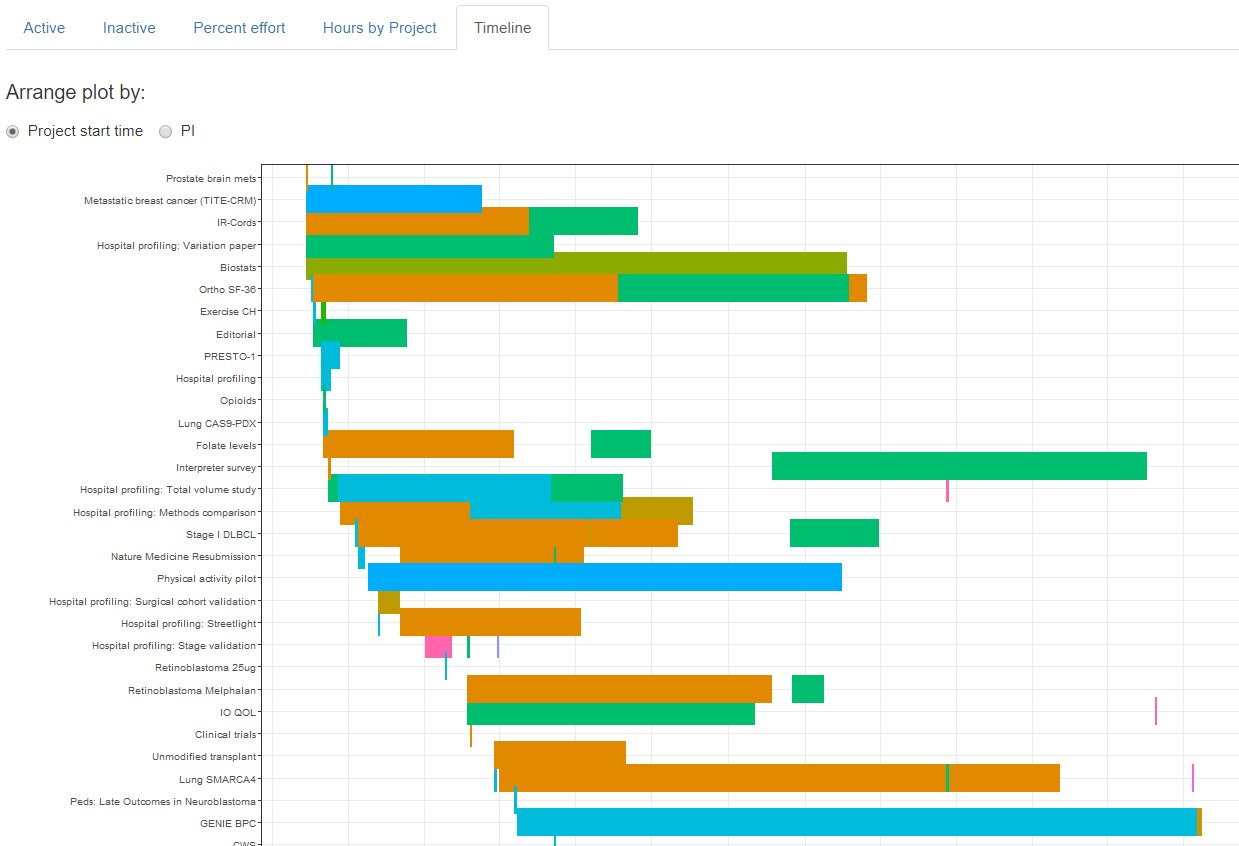 Active Inactive Percent effort Hours by Project Timeline
Arrange plot by:
Project start time PI
Prostate brain mets
Metastatic breast cancer (TITE-CRM)
IR-Cords
Hospital profiling: Variation paper
Biostats
Ortho SF-36
Exercise CH
Editorial
PRESTO-1
Hospital profiling
Opioids
Lung CAS9-PDX
Folate levels
Interpreter survey
Hospital profiling: Total volume study
Hospital profiling: Methods comparison
Stage I DLBCL
Nature Medicine Resubmission
Physical activity pilot
Hospital profiling: Surgical cohort validation
Hospital profiling: Streetlight
Hospital profiling: Stage validation
Retinoblastoma 25ug
Retinoblastoma Melphalan
IO QOL
Clinical trials
Unmodified transplant
Lung SMARCA4
Peds: Late Outcomes in Neuroblastoma
GENIE BPC
CWS